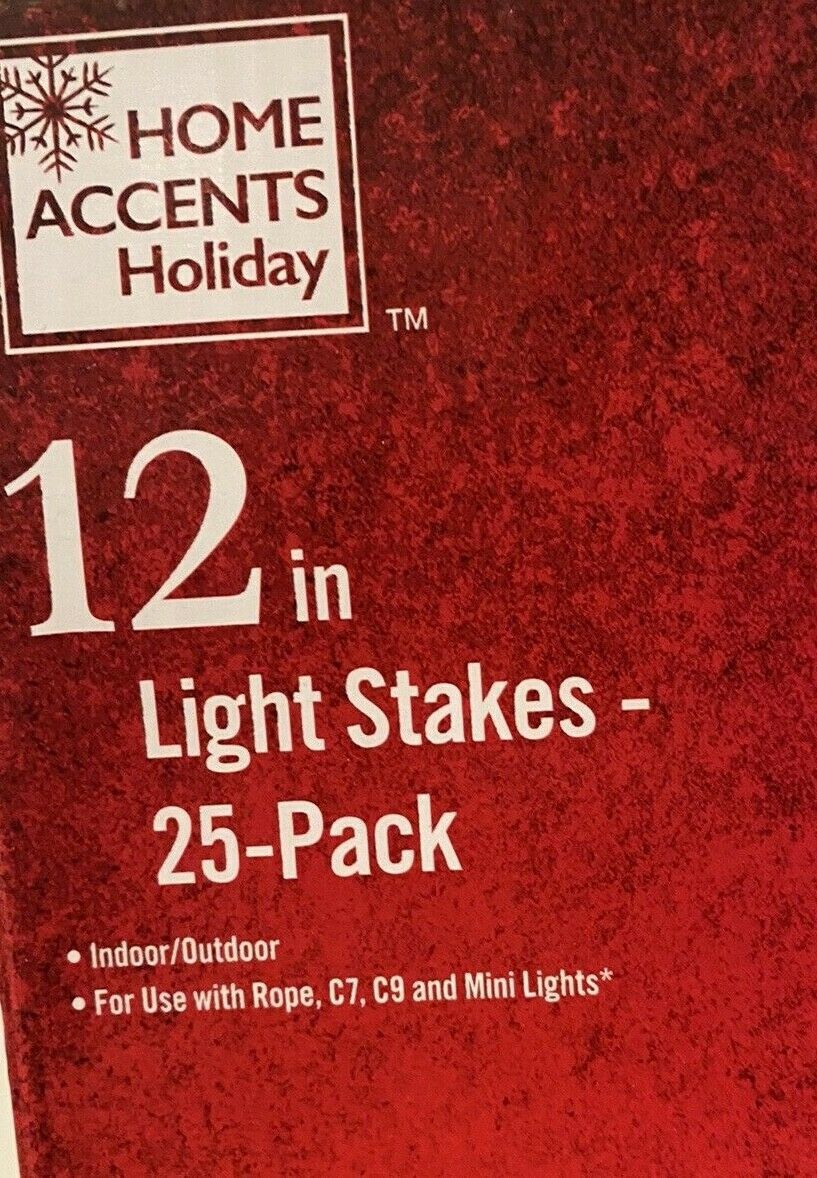 HOME
ACCENTS
Holiday
TM
12 in
Light Stakes -
25-Pack
• Indoor/Outdoor
• For Use with Rope, C7, C9 and Mini Lights*